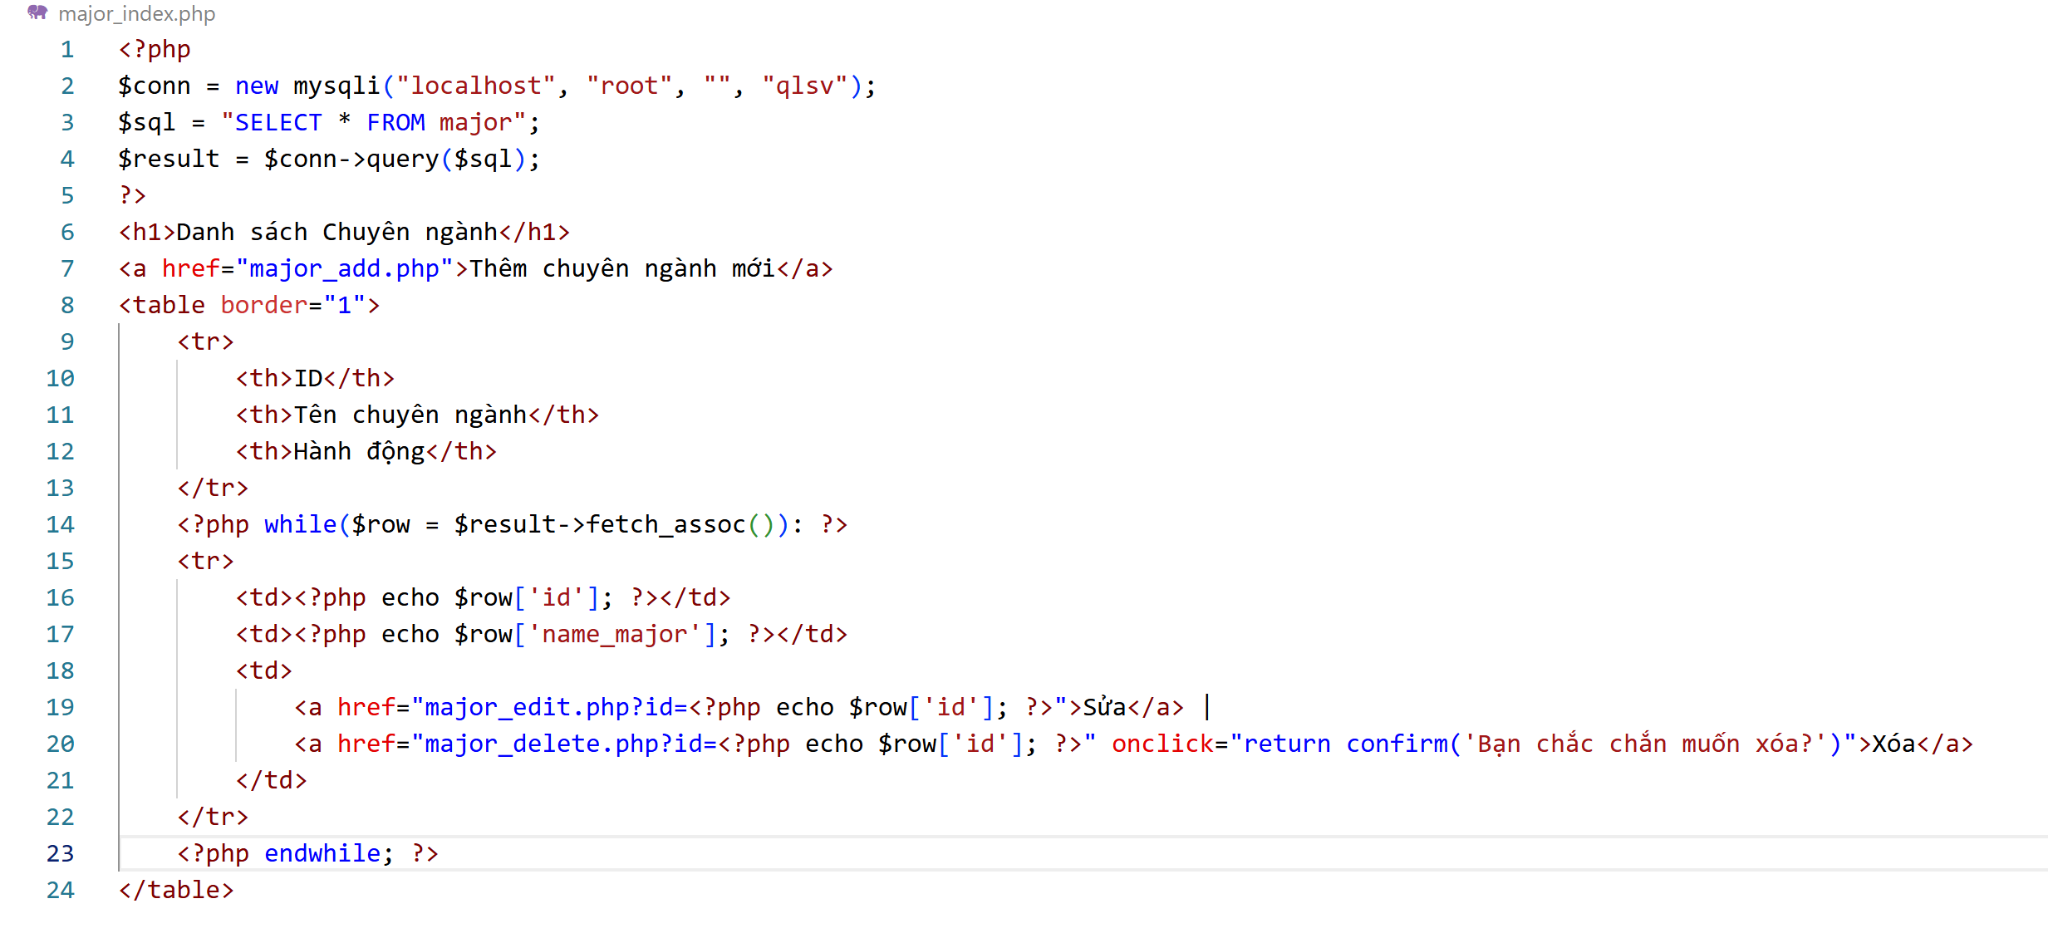 major_index.php
1 <?php
2 $conn = new mysqli("localhost", "root", "", "qlsv");
3 $sql = "SELECT * FROM major";
4 $result = $conn->query($sql);
5 ?>
6 <h1>Danh sách Chuyên ngành</h1>
7 <a href="major_add.php">Thêm chuyên ngành mới</a>
8 <table border="1">
9     <tr>
10         <th>ID</th>
11         <th>Tên chuyên ngành</th>
12         <th>Hành động</th>
13     </tr>
14     <?php while($row = $result->fetch_assoc()): ?>
15     <tr>
16         <td><?php echo $row['id']; ?></td>
17         <td><?php echo $row['name_major']; ?></td>
18         <td>
19             <a href="major_edit.php?id=<?php echo $row['id']; ?>">Sửa</a> |
20             <a href="major_delete.php?id=<?php echo $row['id']; ?>" onclick="return confirm('Bạn chắc chắn muốn xóa?')">Xóa</a>
21         </td>
22     </tr>
23     <?php endwhile; ?>
24 </table>